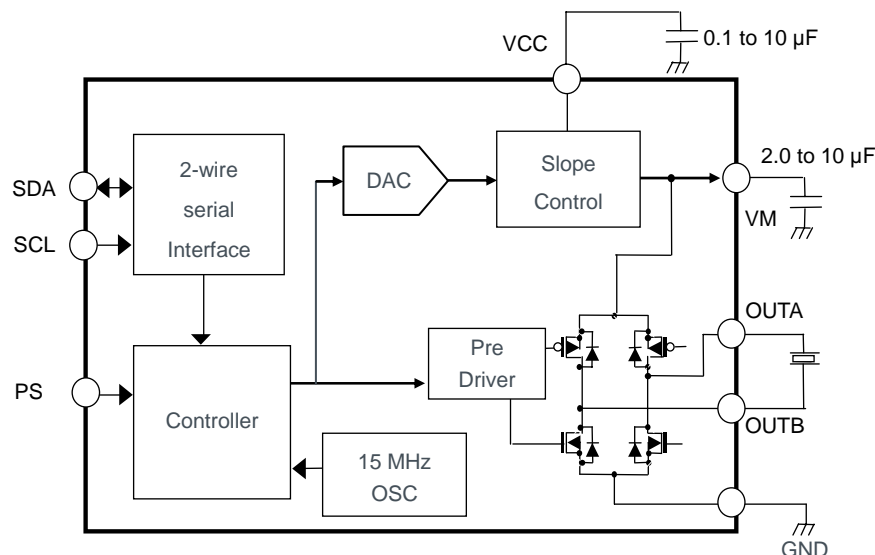 VCC
0.1 to 10 µF
2-wire
serial
Interface
DAC
Slope
Control
2.0 to 10 µF
SDA
SCL
VM
OUTA
Pre
Driver
PS
Controller
OUTB
15 MHz
OSC
GND